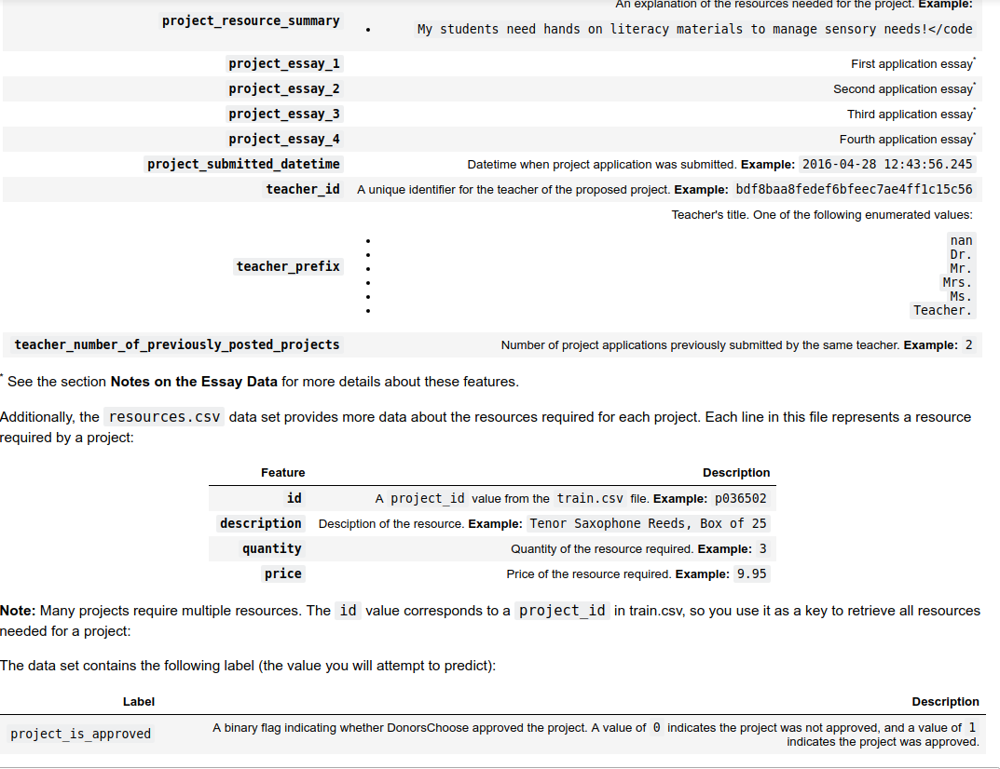 An explanation of the resources needed for the project. Example:
project_resource_summary
• My students need hands on literacy materials to manage sensory needs!</code
project_essay_1 First application essay*
project_essay_2 Second application essay*
project_essay_3 Third application essay*
project_essay_4 Fourth application essay*
project_submitted_datetime Datetime when project application was submitted. Example: 2016-04-28 12:43:56.245
teacher_id A unique identifier for the teacher of the proposed project. Example: bdf8baa8fedef6bfeec7ae4ff1c15c56
Teacher's title. One of the following enumerated values:
teacher_prefix
• nan
• Dr.
• Mr.
• Mrs.
• Ms.
• Teacher.
teacher_number_of_previously_posted_projects Number of project applications previously submitted by the same teacher. Example: 2
* See the section Notes on the Essay Data for more details about these features.
Additionally, the resources.csv data set provides more data about the resources required for each project. Each line in this file represents a resource
required by a project:
Feature Description
id A project_id value from the train.csv file. Example: p036502
description Desciption of the resource. Example: Tenor Saxophone Reeds, Box of 25
quantity Quantity of the resource required. Example: 3
price Price of the resource required. Example: 9.95
Note: Many projects require multiple resources. The id value corresponds to a project_id in train.csv, so you use it as a key to retrieve all resources
needed for a project:
The data set contains the following label (the value you will attempt to predict):
Label Description
project_is_approved A binary flag indicating whether DonorsChoose approved the project. A value of 0 indicates the project was not approved, and a value of 1
indicates the project was approved.